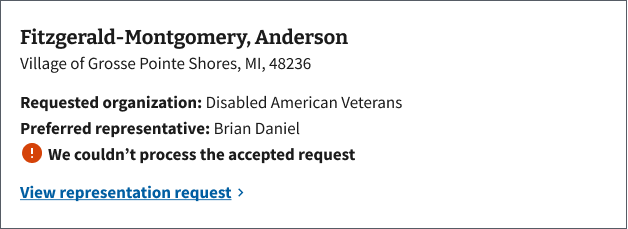 Fitzgerald-Montgomery, Anderson
Village of Grosse Pointe Shores, MI, 48236
Requested organization: Disabled American Veterans
Preferred representative: Brian Daniel
We couldn’t process the accepted request
View representation request